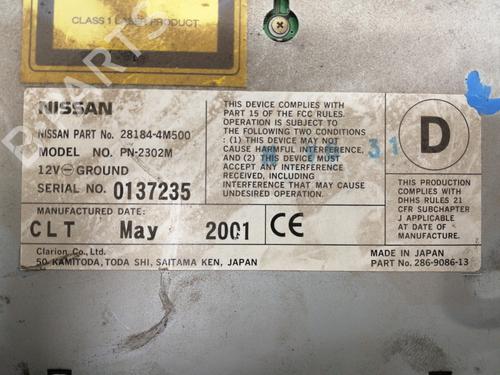 CLASS 1 LASER PRODUCT
B-PARTS
NISSAN
NISSAN PART No. 28184-4M500
MODEL NO. PN-2302M
12V⎓ GROUND
SERIAL NO. 0137235
MANUFACTURED DATE:
CLT May 2001 CE
Clarion Co., Ltd.
50 KAMITODA, TODA SHI, SAITAMA KEN, JAPAN
THIS DEVICE COMPLIES WITH
PART 15 OF THE FCC RULES.
OPERATION IS SUBJECT TO THE
FOLLOWING TWO CONDITIONS
: (1) THIS DEVICE MAY NOT
CAUSE HARMFUL INTERFERENCE,
AND (2) THIS DEVICE MUST
ACCEPT ANY INTERFERENCE
RECEIVED, INCLUDING
INTERFERENCE THAT MAY CAUSE
UNDESIRED OPERATION.
31
D
THIS PRODUCTION
COMPLIES WITH
DHHS RULES 21
CFR SUBCHAPTER
J APPLICABLE
AT DATE OF
MANUFACTURE.
MADE IN JAPAN
PART No. 286-9086-13